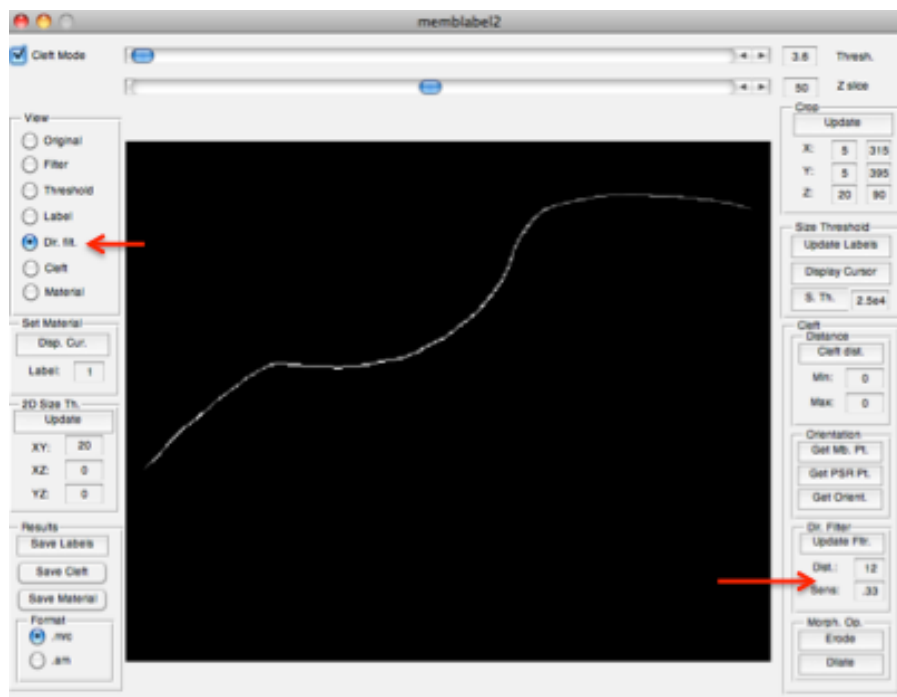 memblabel2
Cleft Mode
3.6 Thresh.
50 Z slice
View
Original
Filter
Threshold
Label
Dir. filt.
Cleft
Material
Set Material
Disp. Cur.
Label: 1
2D Size Th.
Update
XY: 20
XZ: 0
YZ: 0
Results
Save Labels
Save Cleft
Save Material
Format
.mrc
.am
Crop
Update
X: 5 315
Y: 5 395
Z: 20 90
Size Threshold
Update Labels
Display Cursor
S. Th. 2.5e4
Cleft
Distance
Cleft dist.
Min: 0
Max: 0
Orientation
Get Mb. Pt.
Get PSR Pt.
Get Orient.
Dir. Filter
Update Fltr.
Dist.: 12
Sens: .33
Morph. Op.
Erode
Dilate